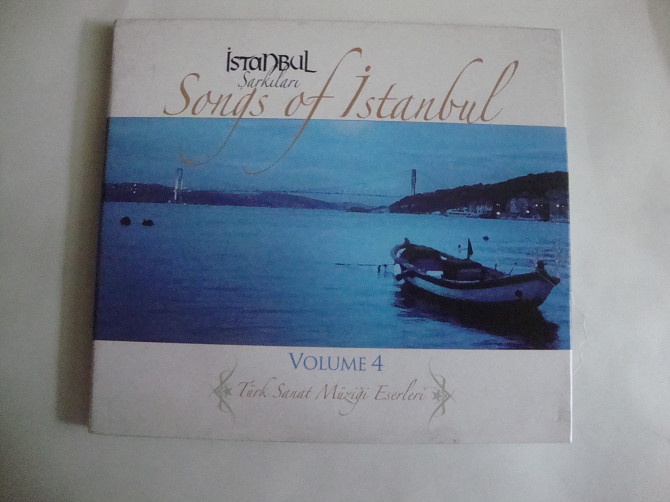 İSTANBUL
Şarkıları
Songs of İstanbul
VOLUME 4
Türk Sanat Müziği Eserleri